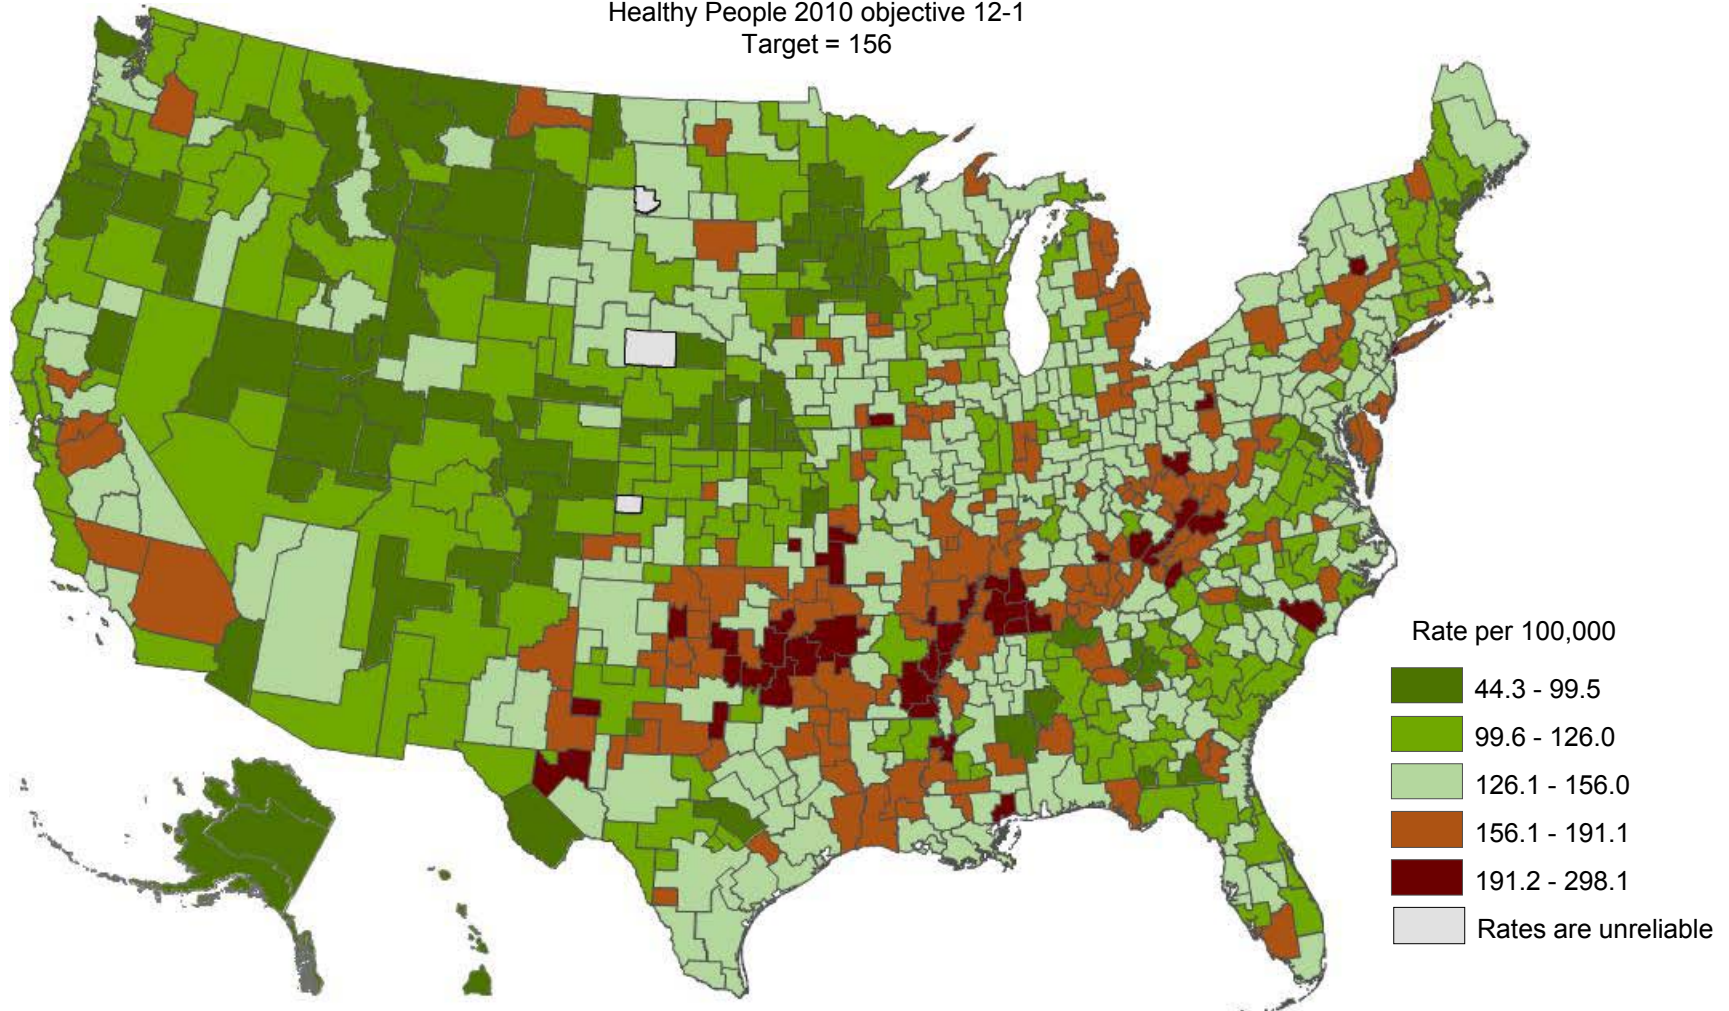 Healthy People 2010 objective 12-1
Target = 156
Rate per 100,000
44.3 - 99.5
99.6 - 126.0
126.1 - 156.0
156.1 - 191.1
191.2 - 298.1
Rates are unreliable